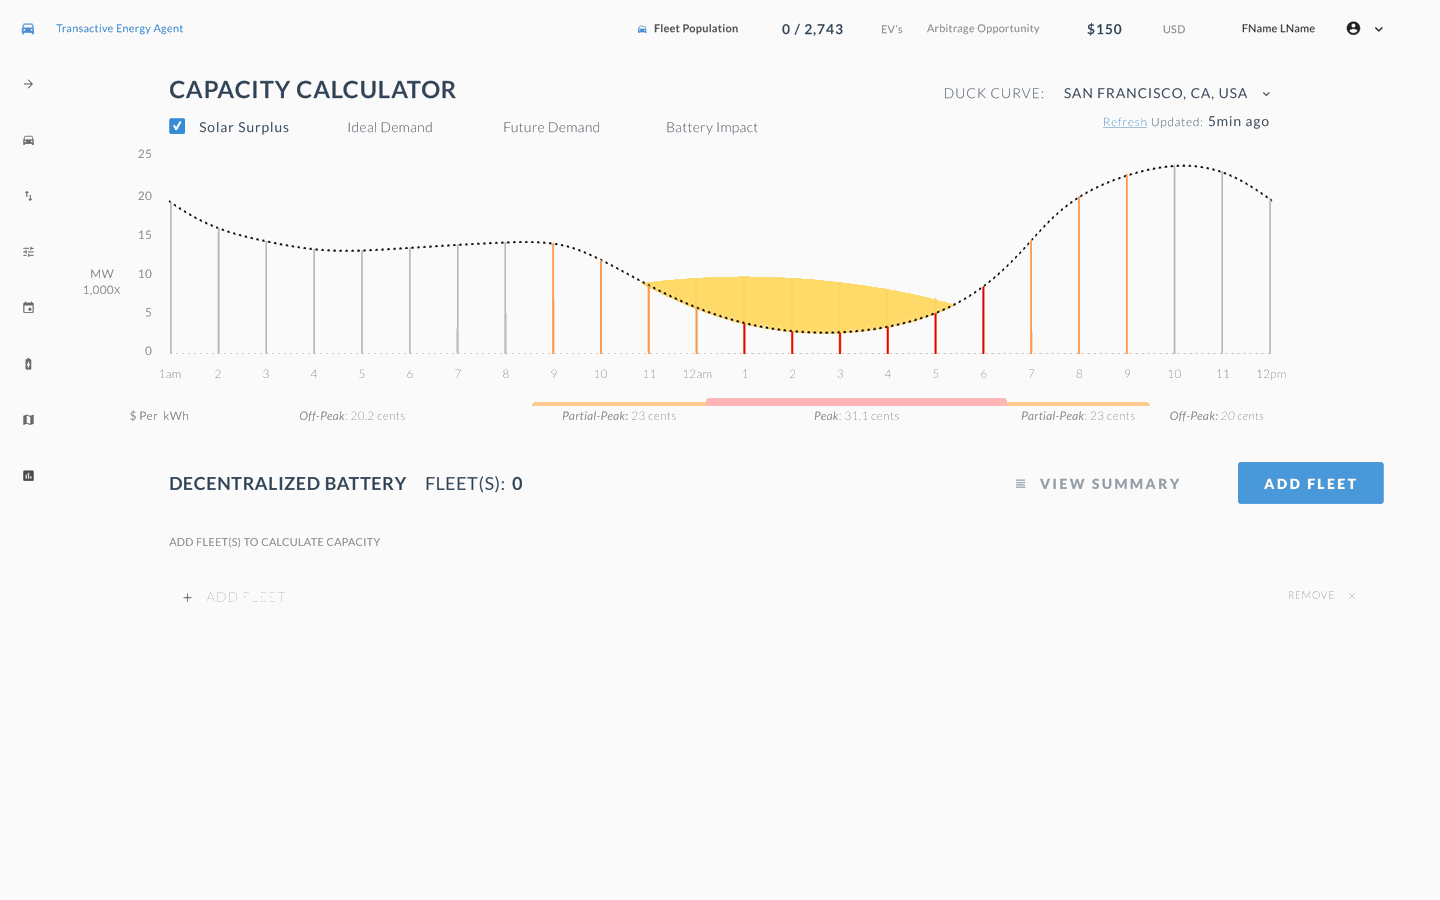 Transactive Energy Agent
Fleet Population 0 / 2,743 EV's Arbitrage Opportunity $150 USD FName LName
CAPACITY CALCULATOR
DUCK CURVE: SAN FRANCISCO, CA, USA
Solar Surplus Ideal Demand Future Demand Battery Impact
Refresh Updated: 5min ago
25
20
15
10
5
0
MW
1,000x
1am 2 3 4 5 6 7 8 9 10 11 12am 1 2 3 4 5 6 7 8 9 10 11 12pm
$ Per kWh Off-Peak: 20.2 cents Partial-Peak: 23 cents Peak: 31.1 cents Partial-Peak: 23 cents Off-Peak: 20 cents
DECENTRALIZED BATTERY FLEET(S): 0
VIEW SUMMARY
ADD FLEET
ADD FLEET(S) TO CALCULATE CAPACITY
+ ADD FLEET
REMOVE ×